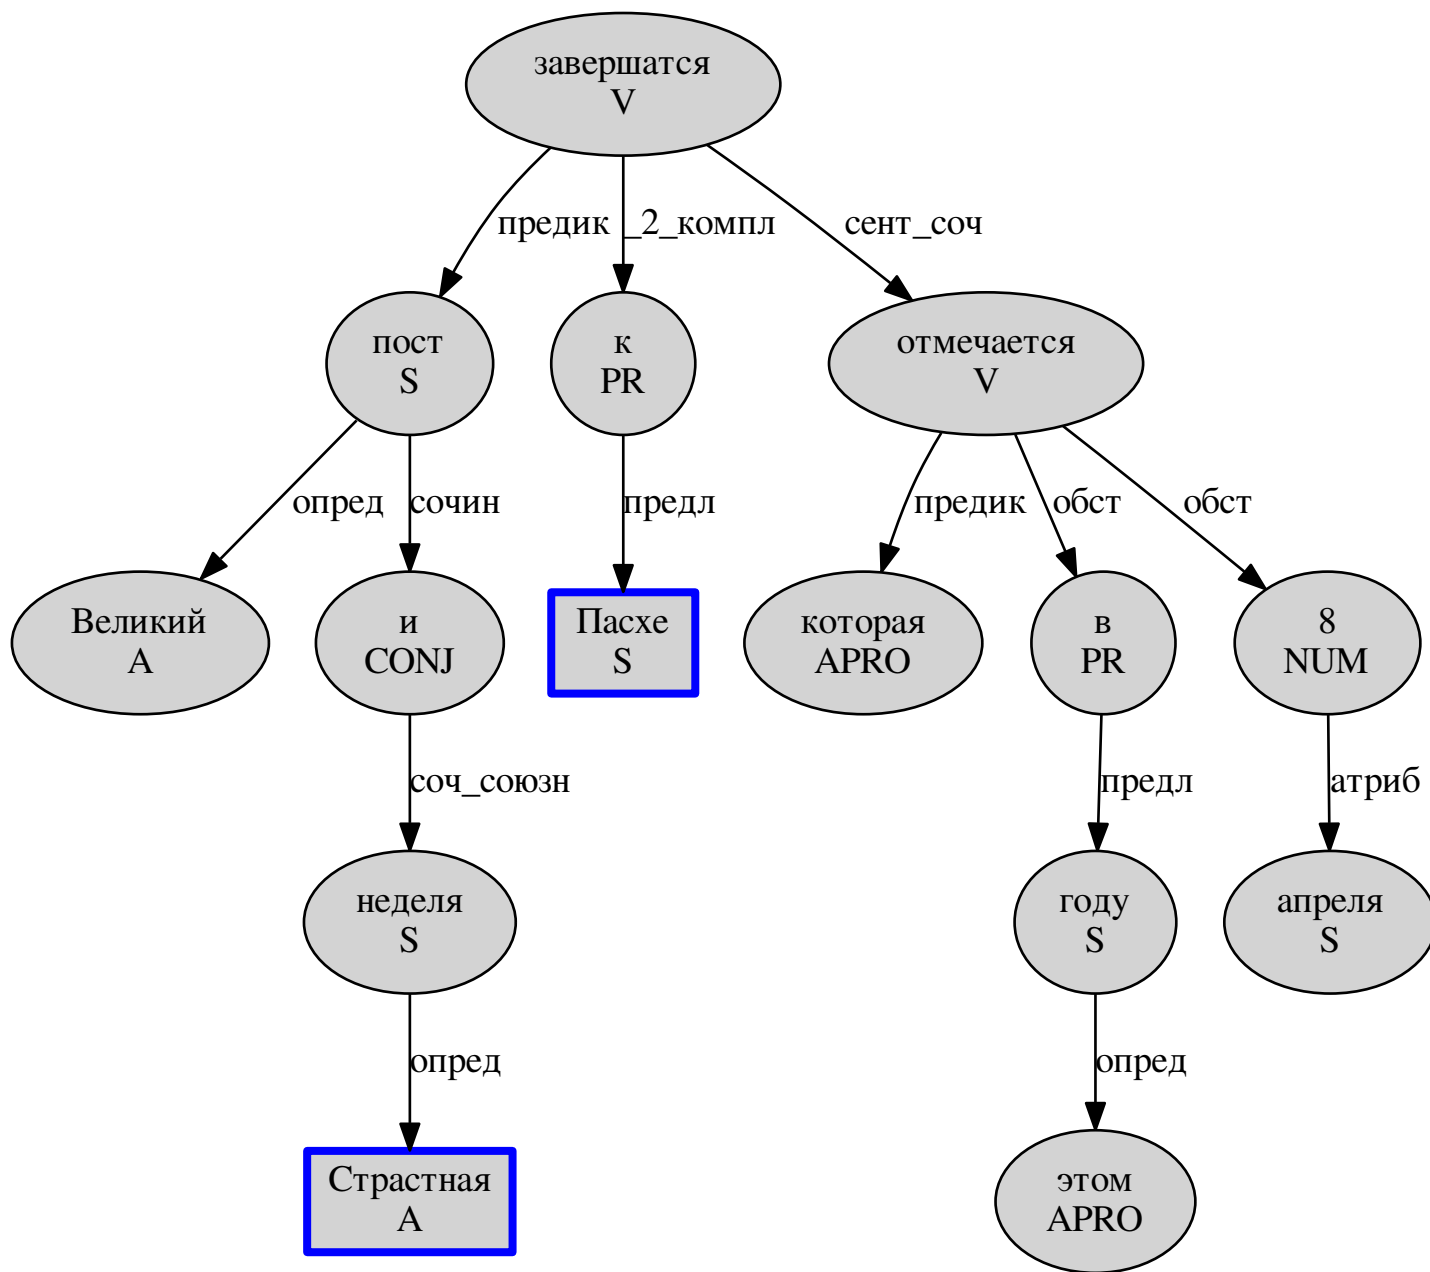 завершатся
V
предик
_2_компл
сент_соч
пост
S
к
PR
отмечается
V
опред
сочин
предл
предик
обст
обст
Великий
A
и
CONJ
Пасхе
S
которая
APRO
в
PR
8
NUM
соч_союзн
предл
атриб
неделя
S
году
S
апреля
S
опред
опред
Страстная
A
этом
APRO